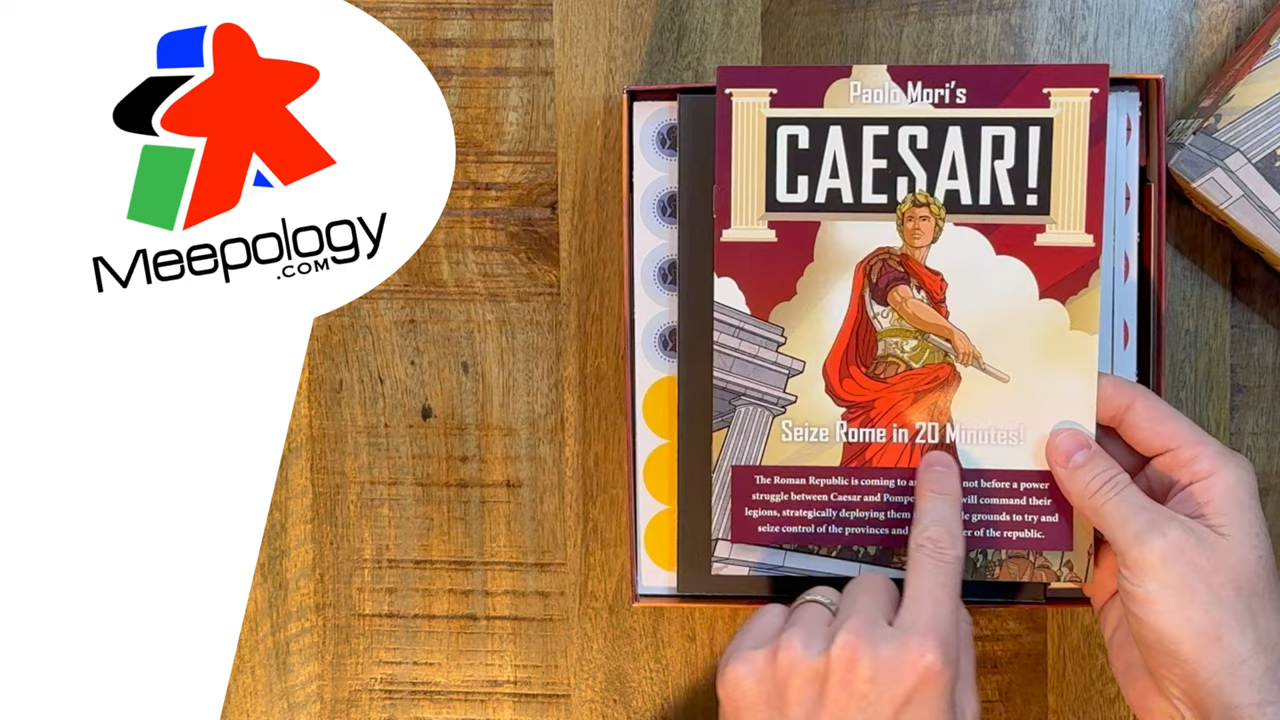 Meepology
.COM
Paolo Mori's
CAESAR!
Seize Rome in 20 Minutes!
The Roman Republic is coming to a not before a power
struggle between Caesar and Pompe will command their
legions, strategically deploying them grounds to try and
seize control of the provinces and of the republic.